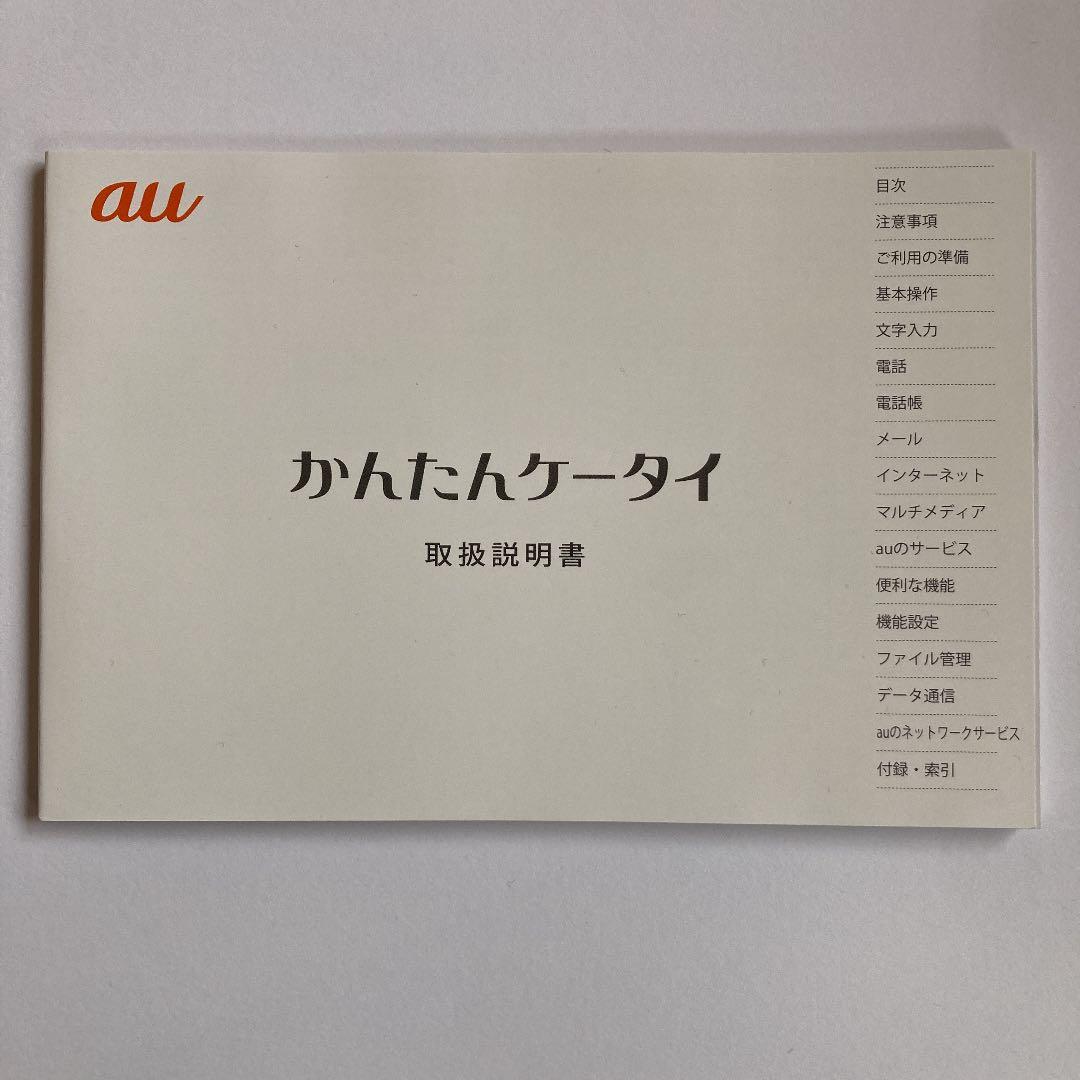 au
かんたんケータイ
取扱説明書
目次
注意事項
ご利用の準備
基本操作
文字入力
電話
電話帳
メール
インターネット
マルチメディア
auのサービス
便利な機能
機能設定
ファイル管理
データ通信
auのネットワークサービス
付録・索引